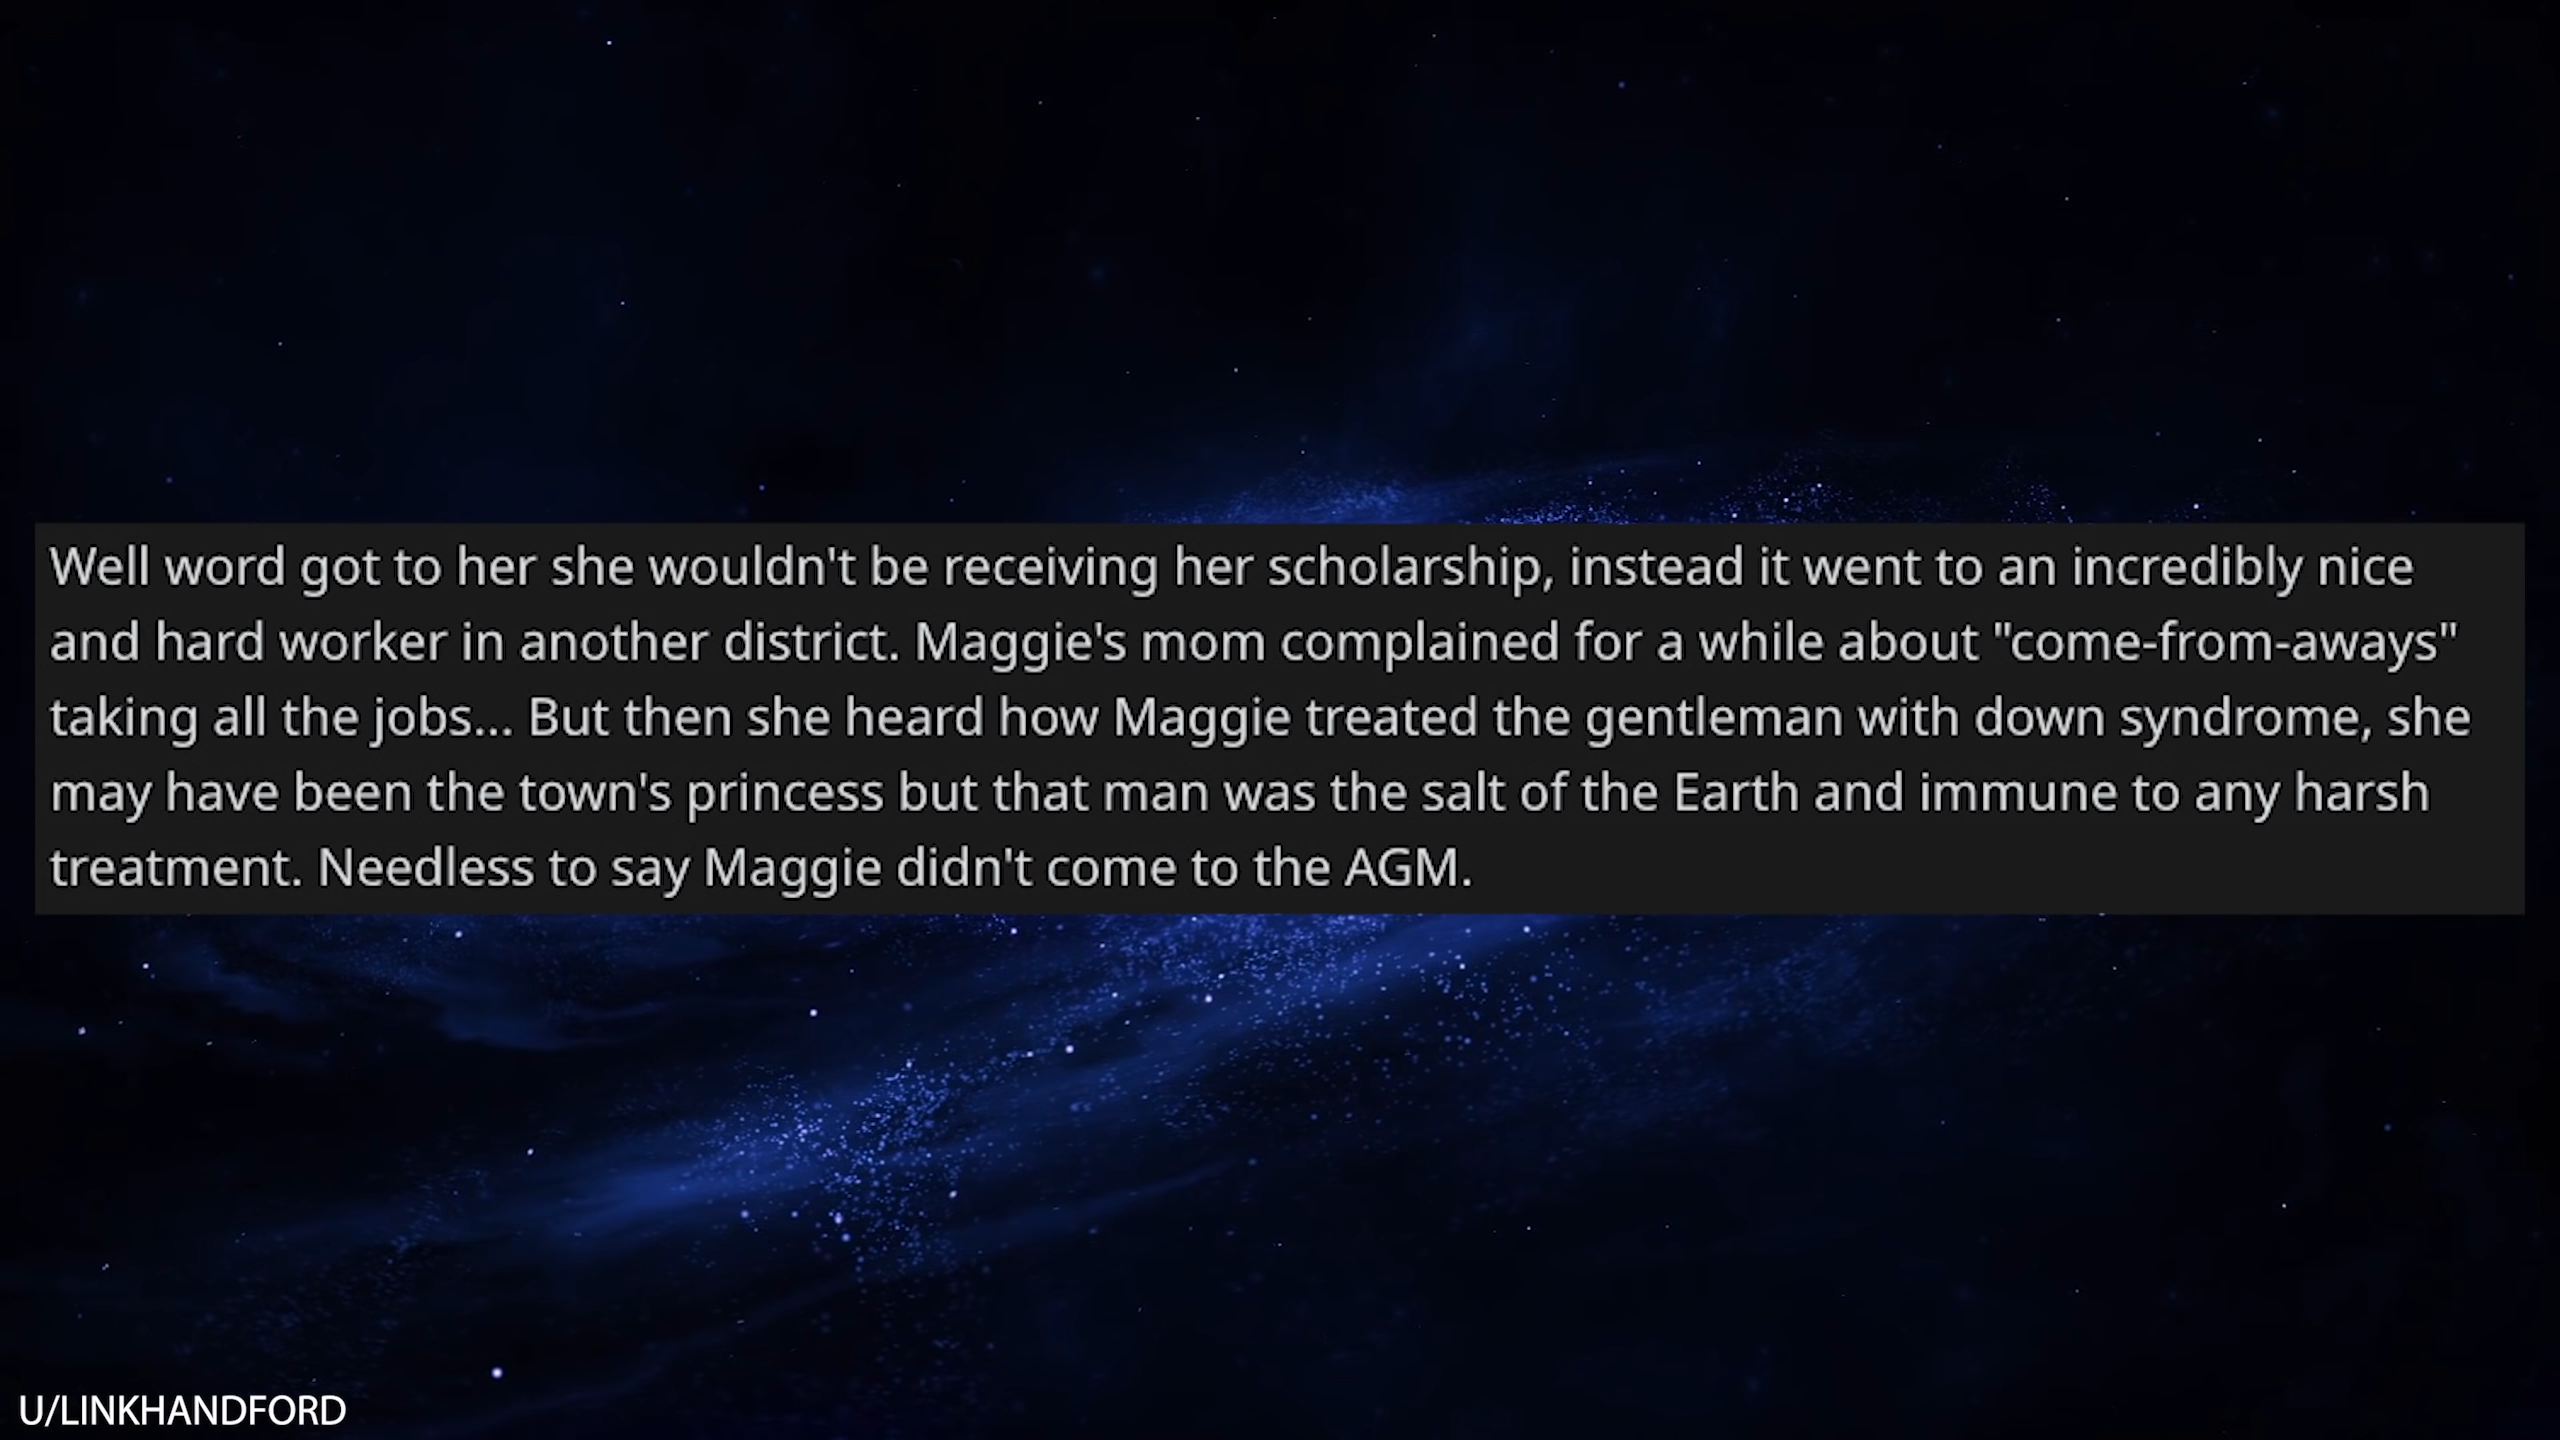 Well word got to her she wouldn't be receiving her scholarship, instead it went to an incredibly nice
and hard worker in another district. Maggie's mom complained for a while about "come-from-aways"
taking all the jobs... But then she heard how Maggie treated the gentleman with down syndrome, she
may have been the town's princess but that man was the salt of the Earth and immune to any harsh
treatment. Needless to say Maggie didn't come to the AGM.
U/LINKHANDFORD